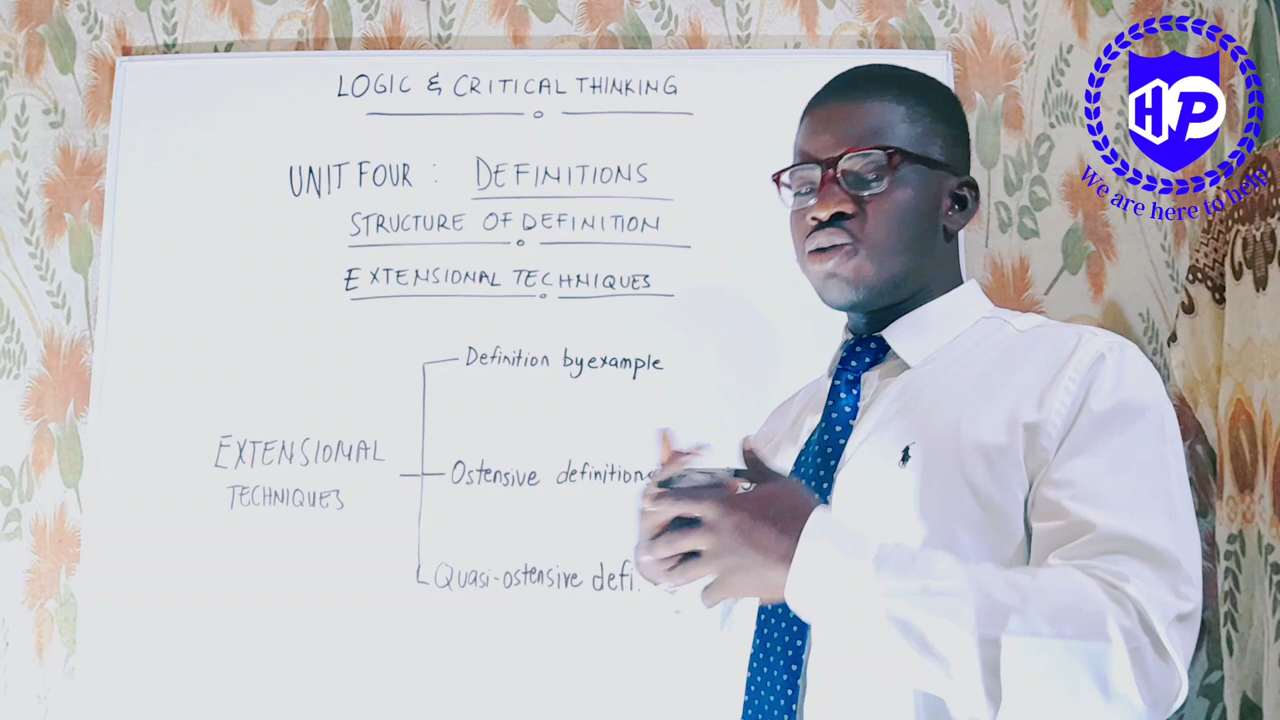 LOGIC & CRITICAL THINKING
UNIT FOUR : DEFINITIONS
STRUCTURE OF DEFINITION
EXTENSIONAL TECHNIQUES
Definition by example
EXTENSIONAL
TECHNIQUES
Ostensive definitions
Quasi-ostensive defi.
HP
We are here to help